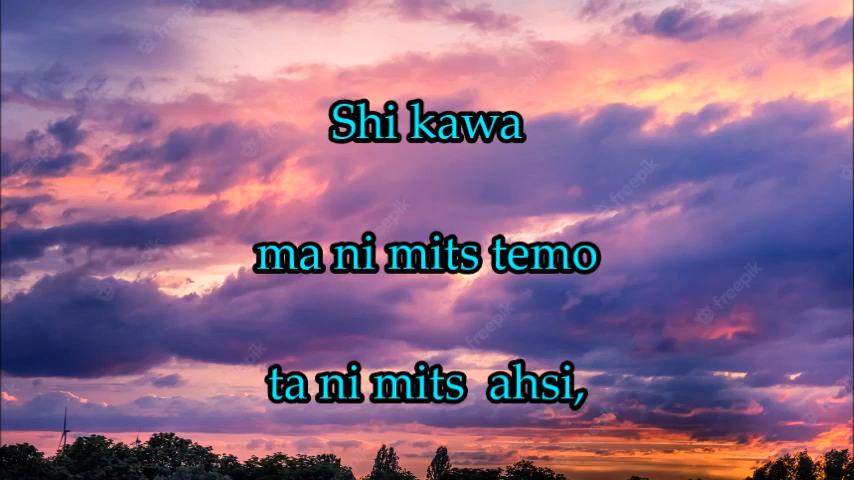 Shi kawa
ma ni mits temo
ta ni mits ahsi,